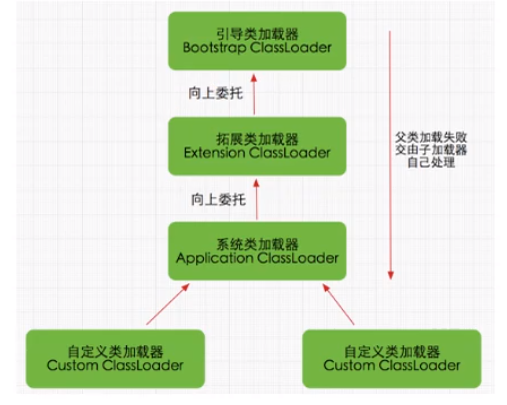 引导类加载器
Bootstrap ClassLoader
向上委托
拓展类加载器
Extension ClassLoader
父类加载失败
交由子加载器
自己处理
向上委托
系统类加载器
Application ClassLoader
自定义类加载器
Custom ClassLoader
自定义类加载器
Custom ClassLoader